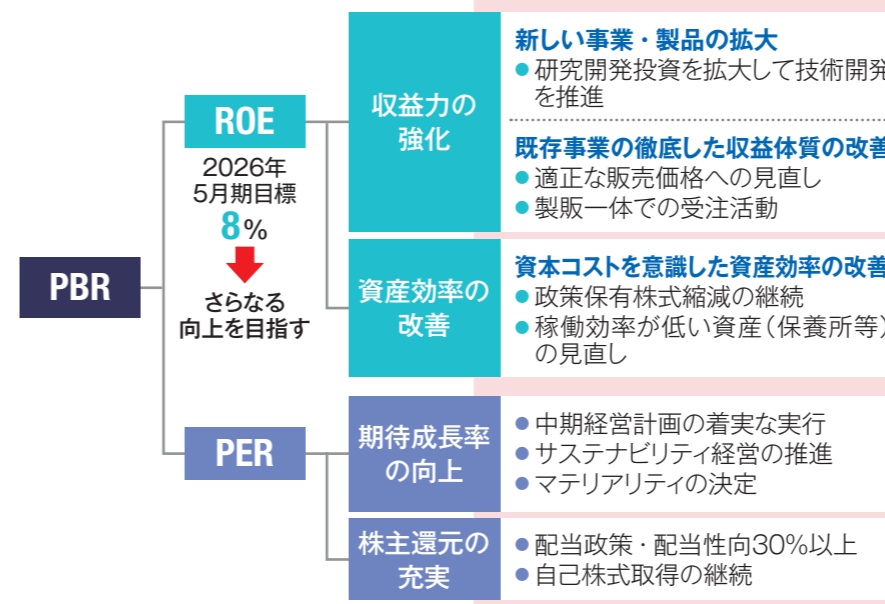 PBR
ROE
2026年
5月期目標
8%
さらなる
向上を目指す
収益力の
強化
新しい事業・製品の拡大
●研究開発投資を拡大して技術開発
を推進
既存事業の徹底した収益体質の改善
●適正な販売価格への見直し
●製販一体での受注活動
資産効率の
改善
資本コストを意識した資産効率の改善
●政策保有株式縮減の継続
●稼働効率が低い資産(保養所等)
の見直し
PER
期待成長率
の向上
●中期経営計画の着実な実行
●サステナビリティ経営の推進
●マテリアリティの決定
株主還元の
充実
●配当政策・配当性向30%以上
●自己株式取得の継続